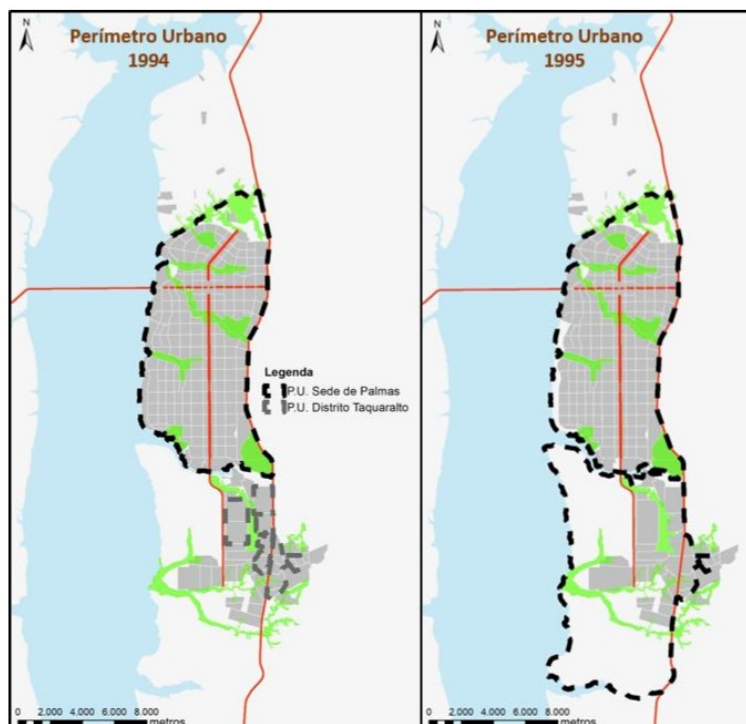 N
Perímetro Urbano
1994
Legenda
P.U. Sede de Palmas
P.U. Distrito Taquaralto
0 2.000 4.000 6.000 8.000
metros
N
Perímetro Urbano
1995
0 2.000 4.000 6.000 8.000
metros